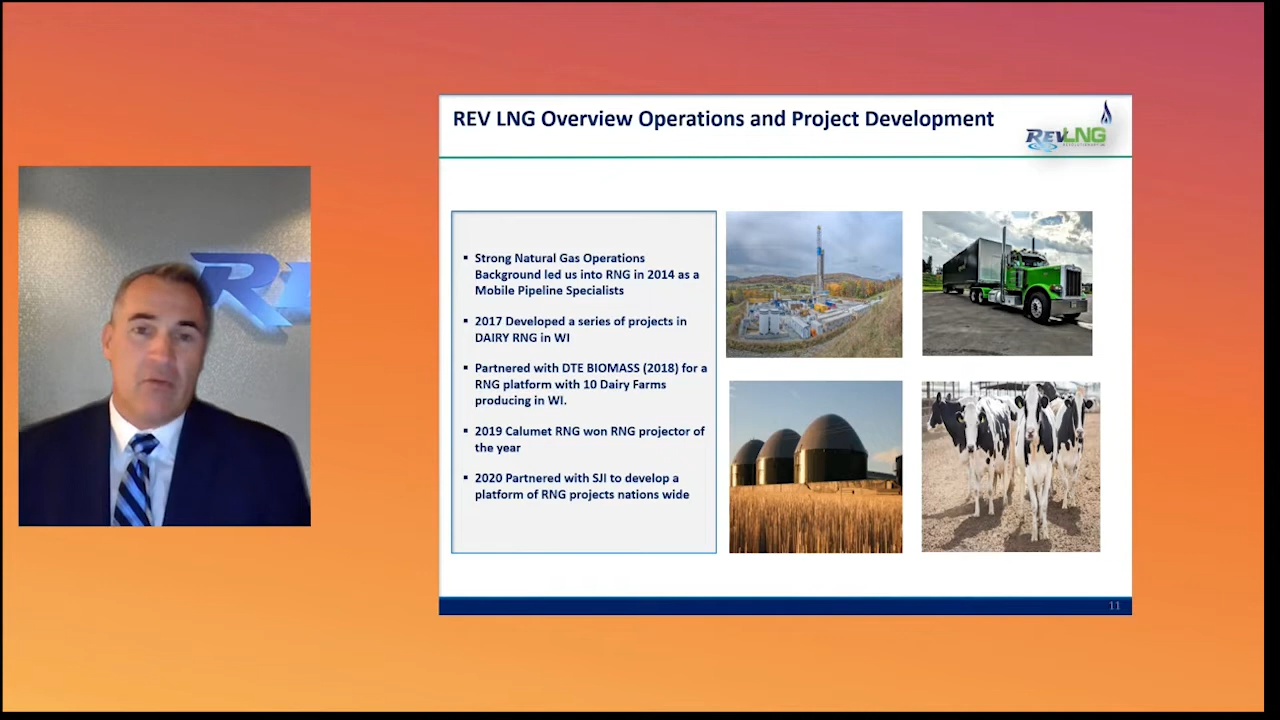 REV LNG Overview Operations and Project Development
REVLNG
▪ Strong Natural Gas Operations
Background led us into RNG in 2014 as a
Mobile Pipeline Specialists
▪ 2017 Developed a series of projects in
DAIRY RNG in WI
▪ Partnered with DTE BIOMASS (2018) for a
RNG platform with 10 Dairy Farms
producing in WI.
▪ 2019 Calumet RNG won RNG projector of
the year
▪ 2020 Partnered with SJI to develop a
platform of RNG projects nations wide
11